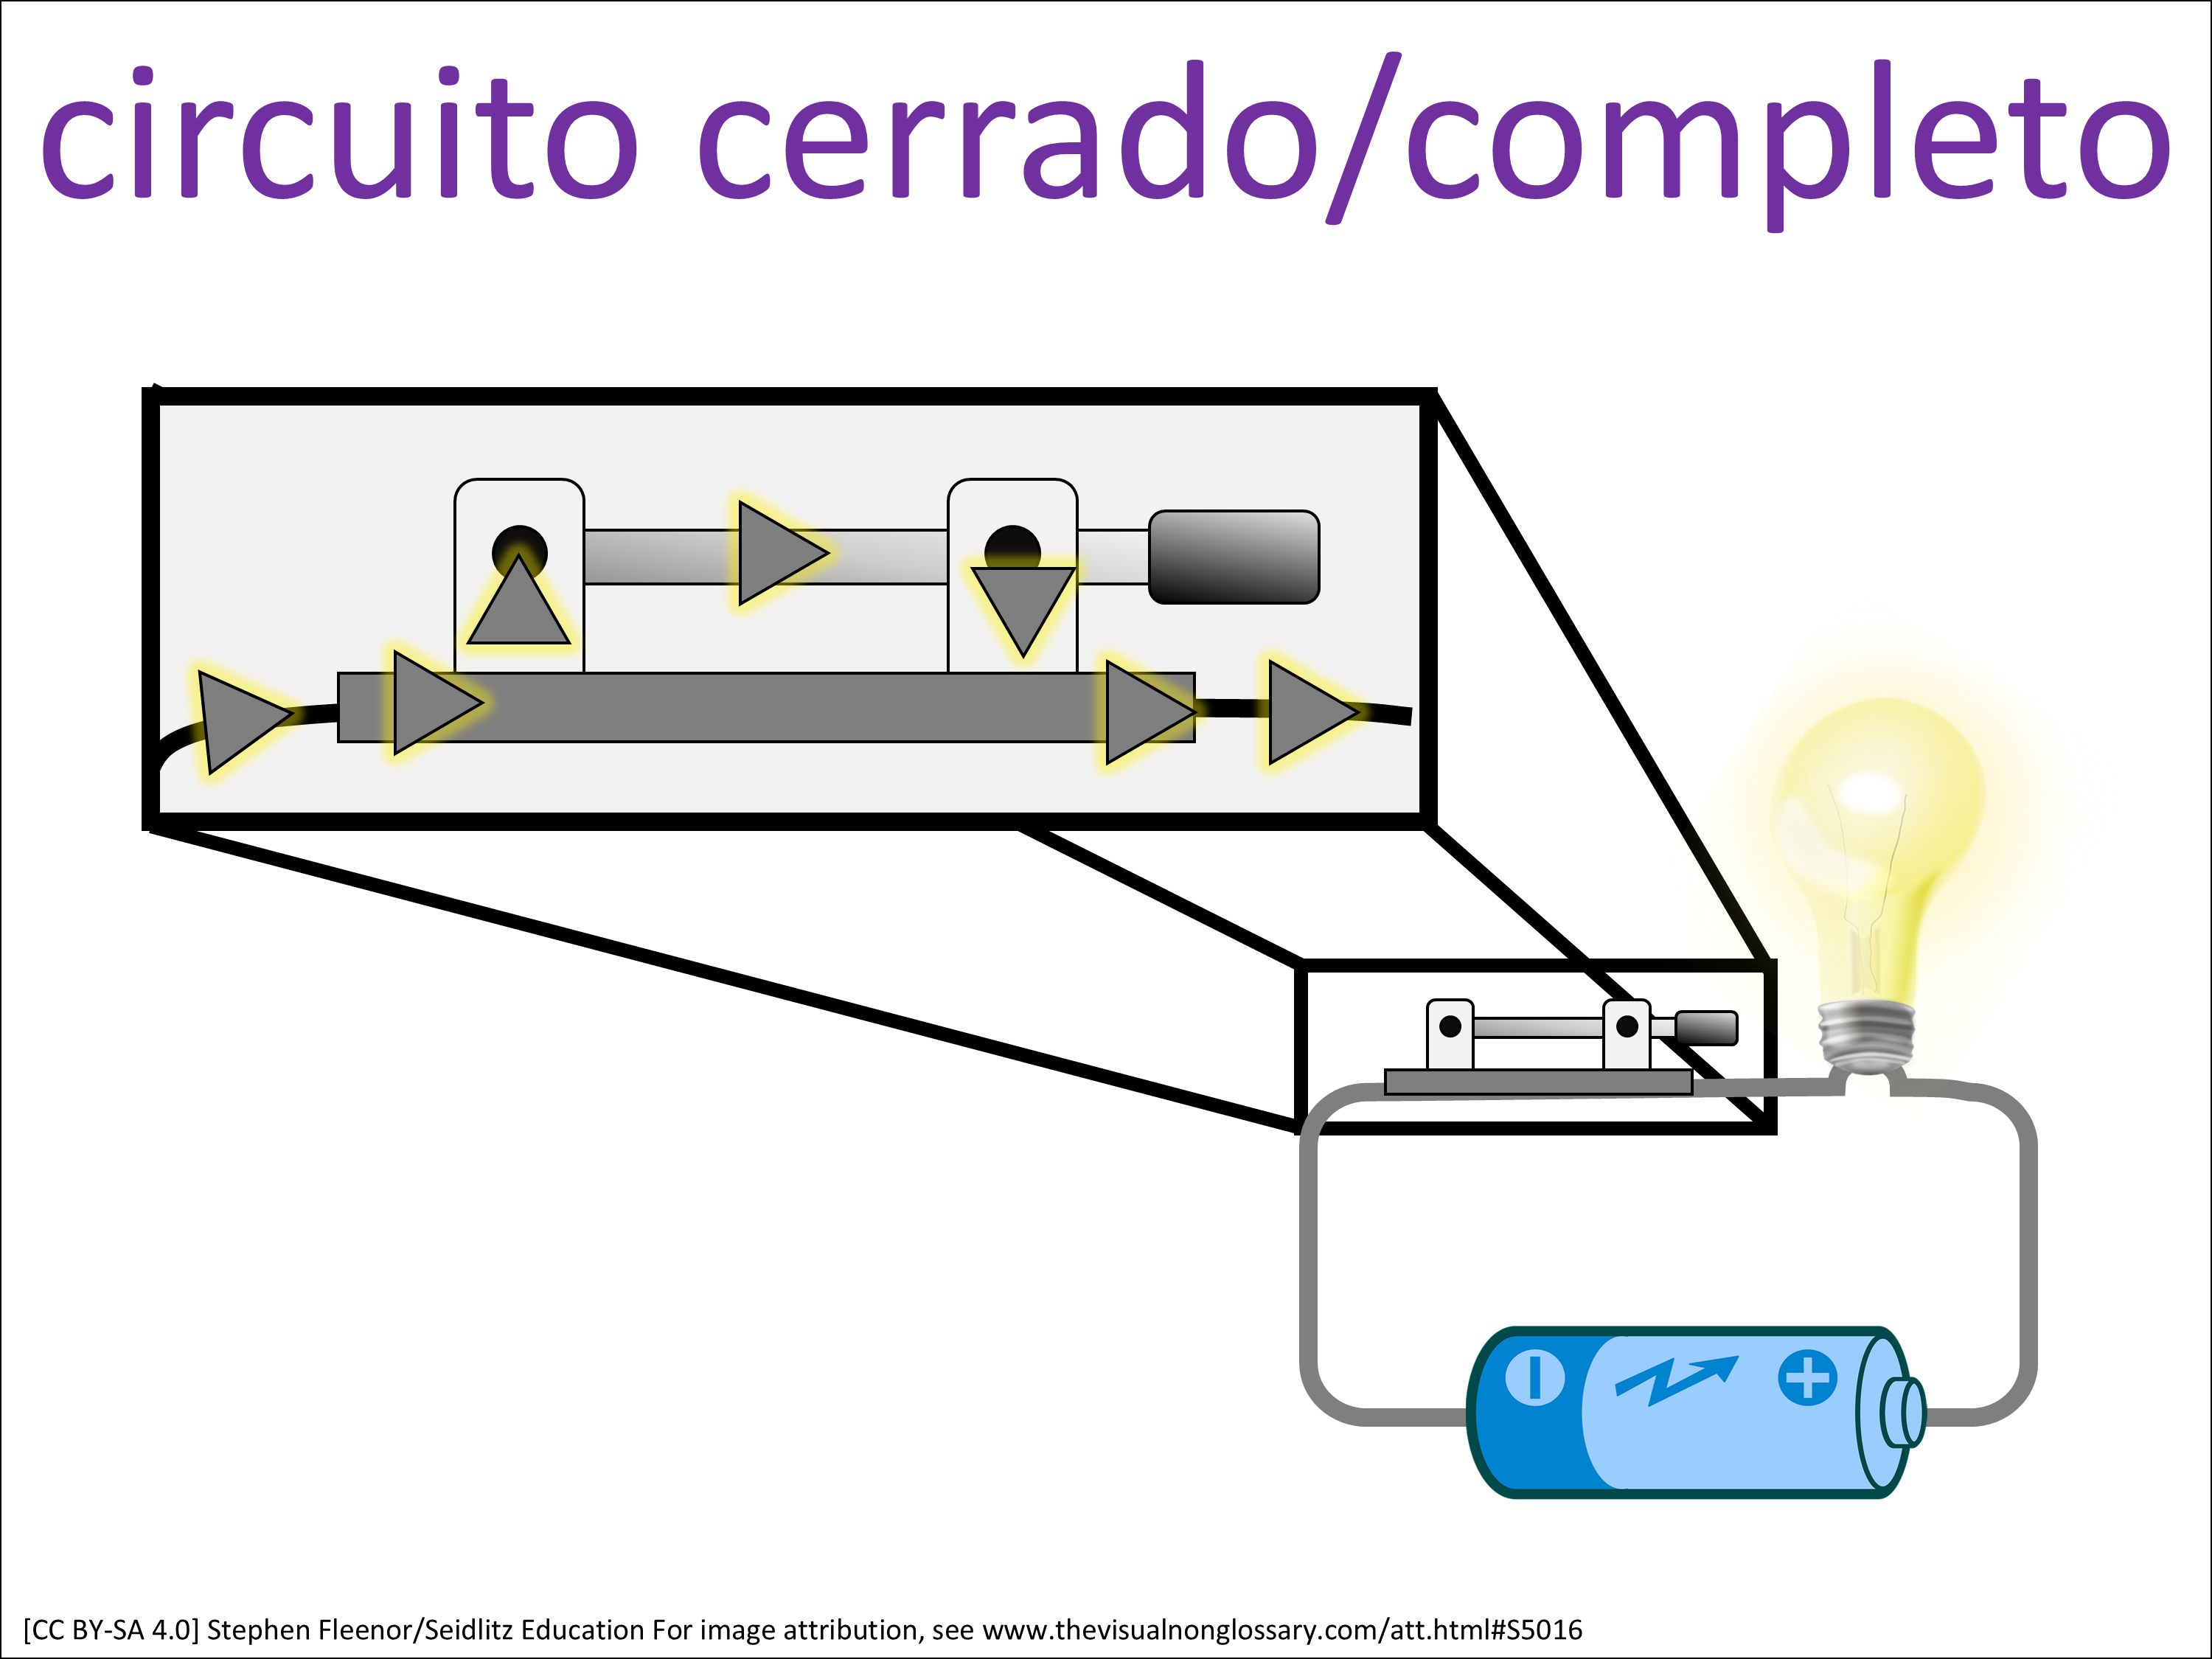 circuito cerrado/completo
[CC BY-SA 4.0] Stephen Fleenor/Seidlitz Education For image attribution, see www.thevisualnonglossary.com/att.html#S5016